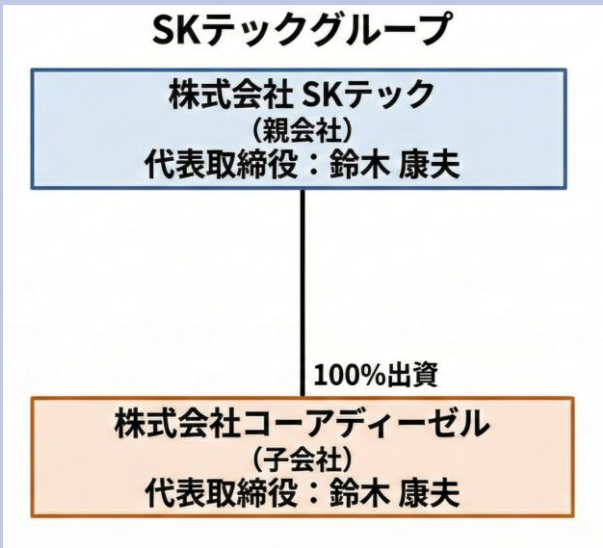 SKテックグループ
株式会社 SKテック
（親会社）
代表取締役：鈴木 康夫
100%出資
株式会社コーアディーゼル
（子会社）
代表取締役：鈴木 康夫